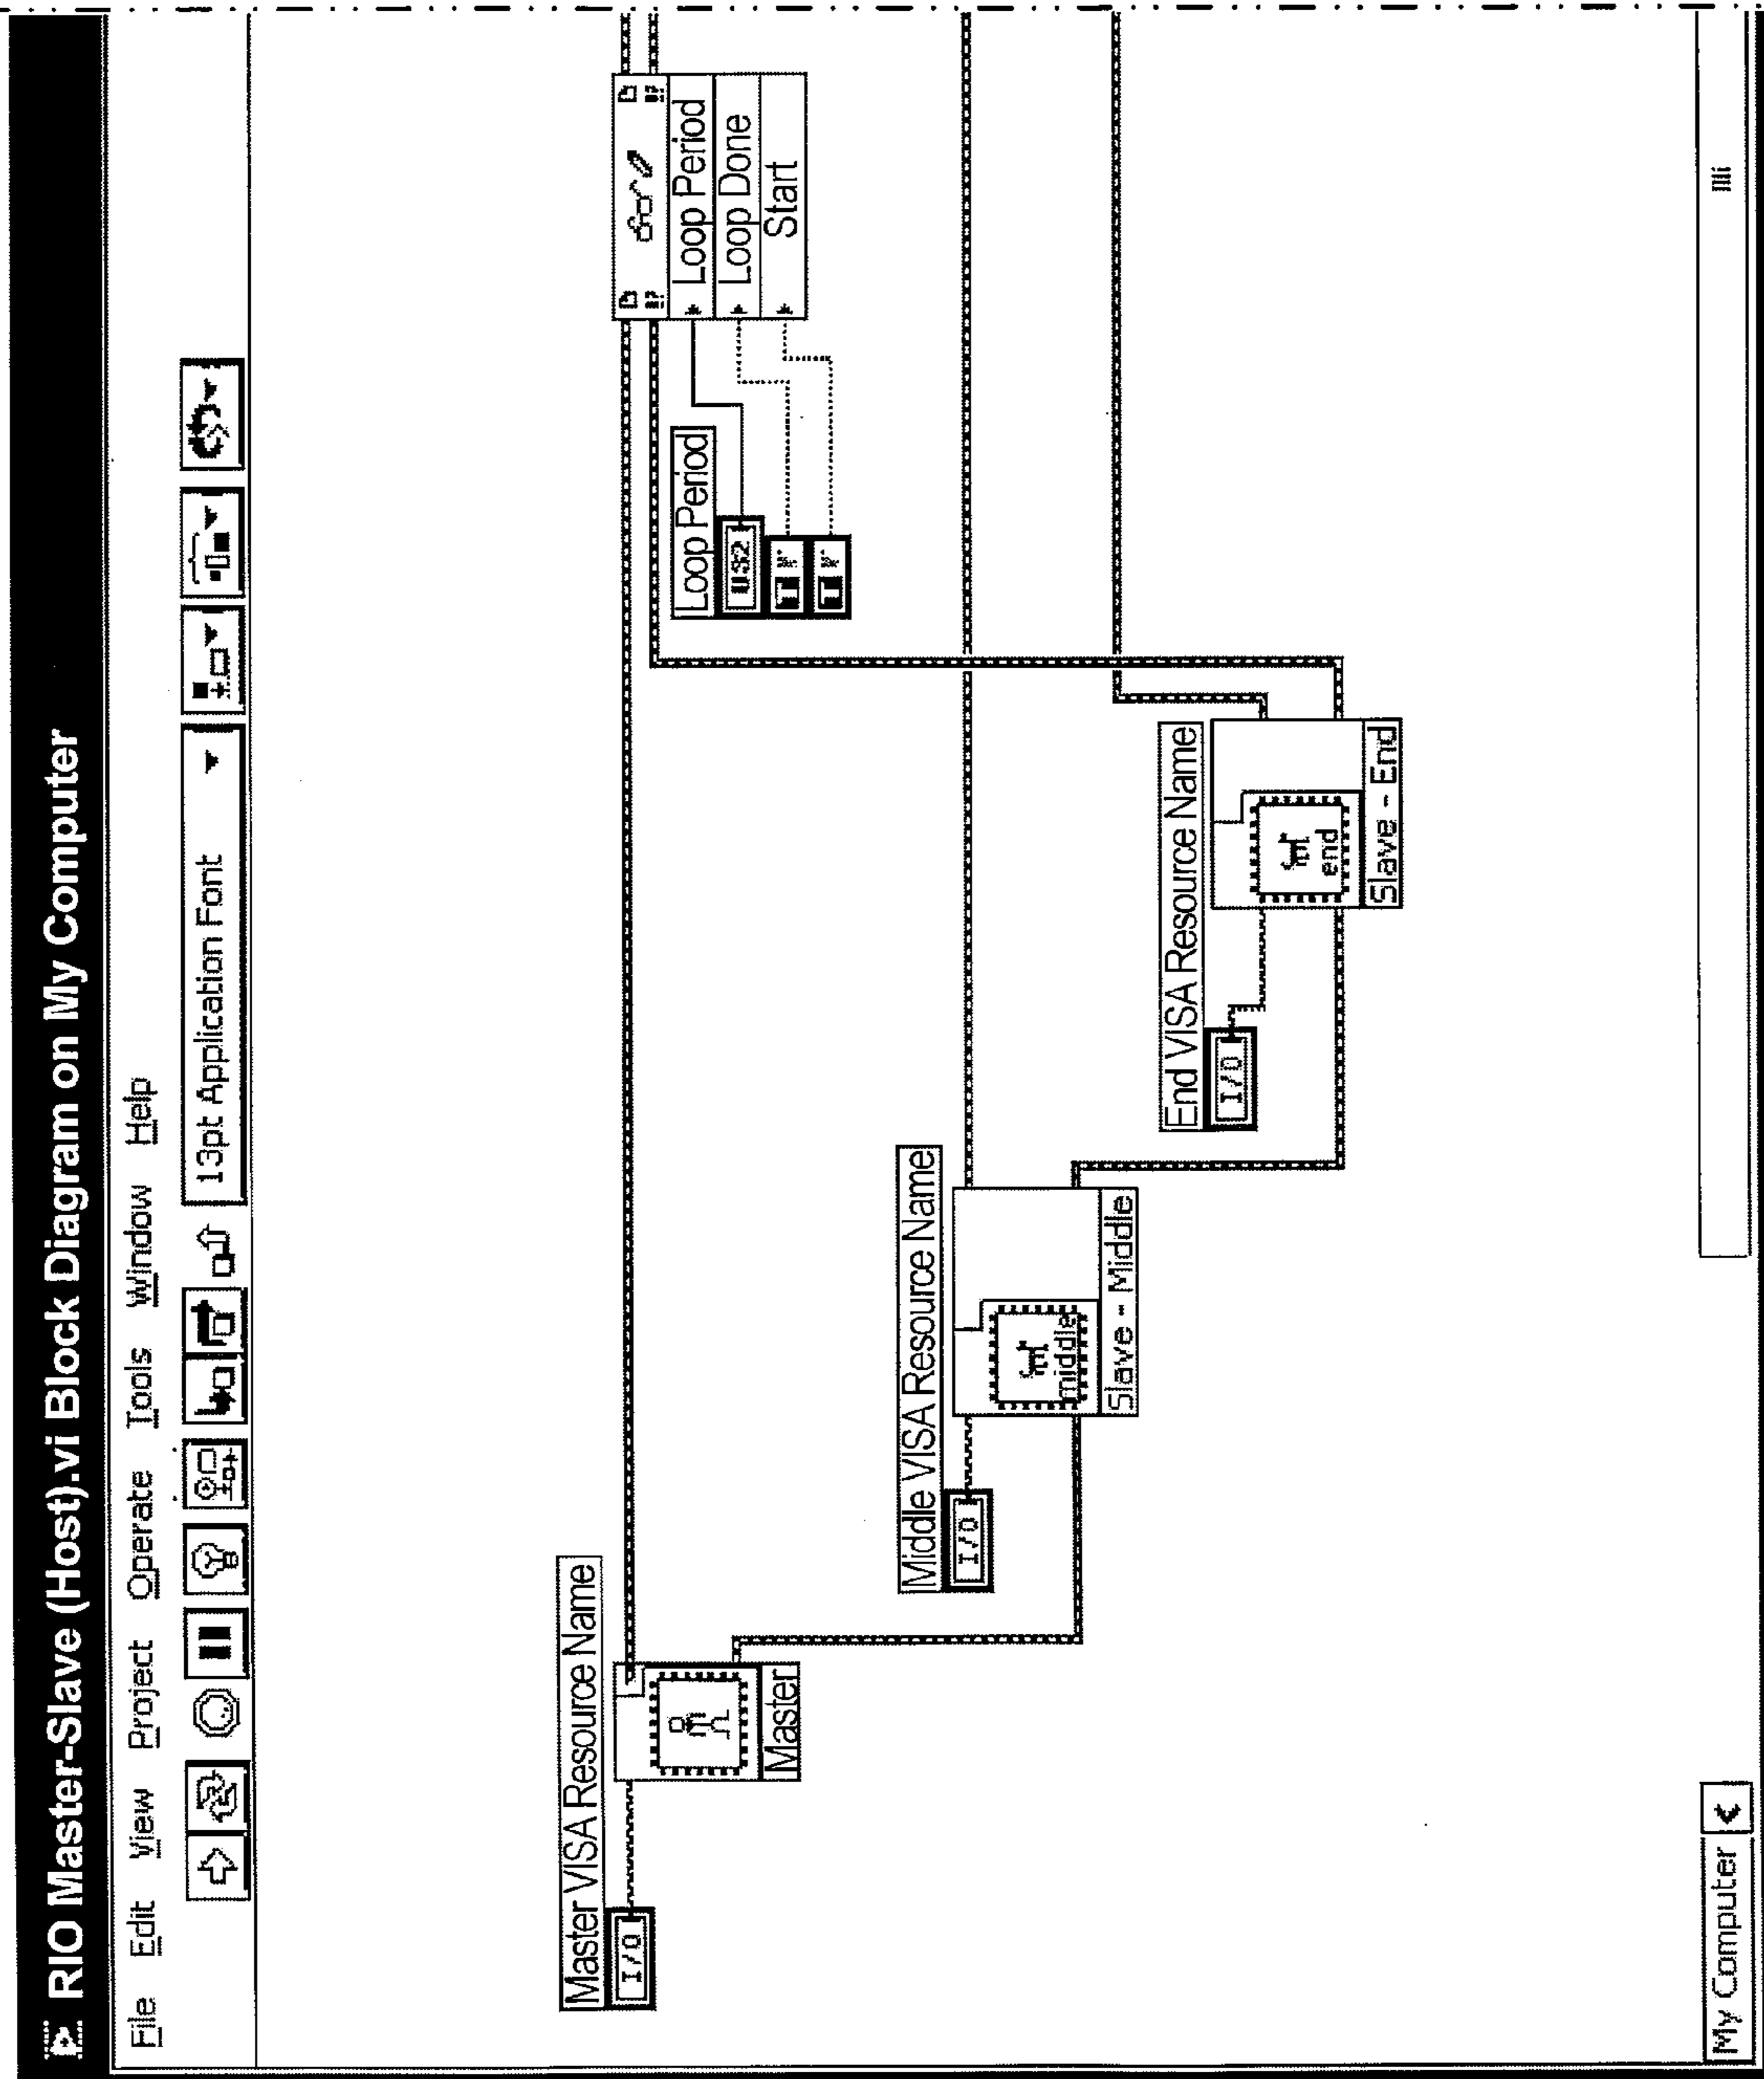 RIO Master-Slave (Host).vi Block Diagram on My Computer
File Edit View Project Operate Tools Window Help
13pt Application Font
Master VISA Resource Name
I/O
Master
Loop Period
U32
Loop Period
Loop Done
Start
Middle VISA Resource Name
I/O
middle
Slave - Middle
End VISA Resource Name
I/O
end
Slave - End
My Computer